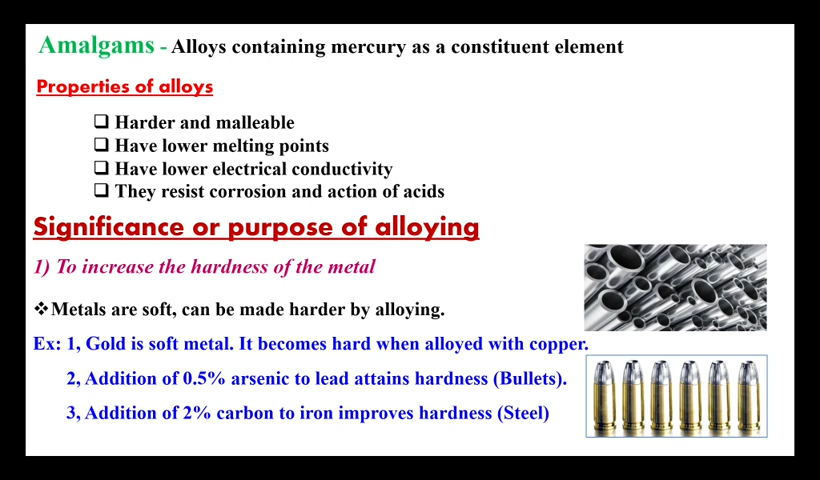 Amalgams - Alloys containing mercury as a constituent element
Properties of alloys
❑ Harder and malleable
❑ Have lower melting points
❑ Have lower electrical conductivity
❑ They resist corrosion and action of acids
Significance or purpose of alloying
1) To increase the hardness of the metal
❖Metals are soft, can be made harder by alloying.
Ex: 1, Gold is soft metal. It becomes hard when alloyed with copper.
2, Addition of 0.5% arsenic to lead attains hardness (Bullets).
3, Addition of 2% carbon to iron improves hardness (Steel)